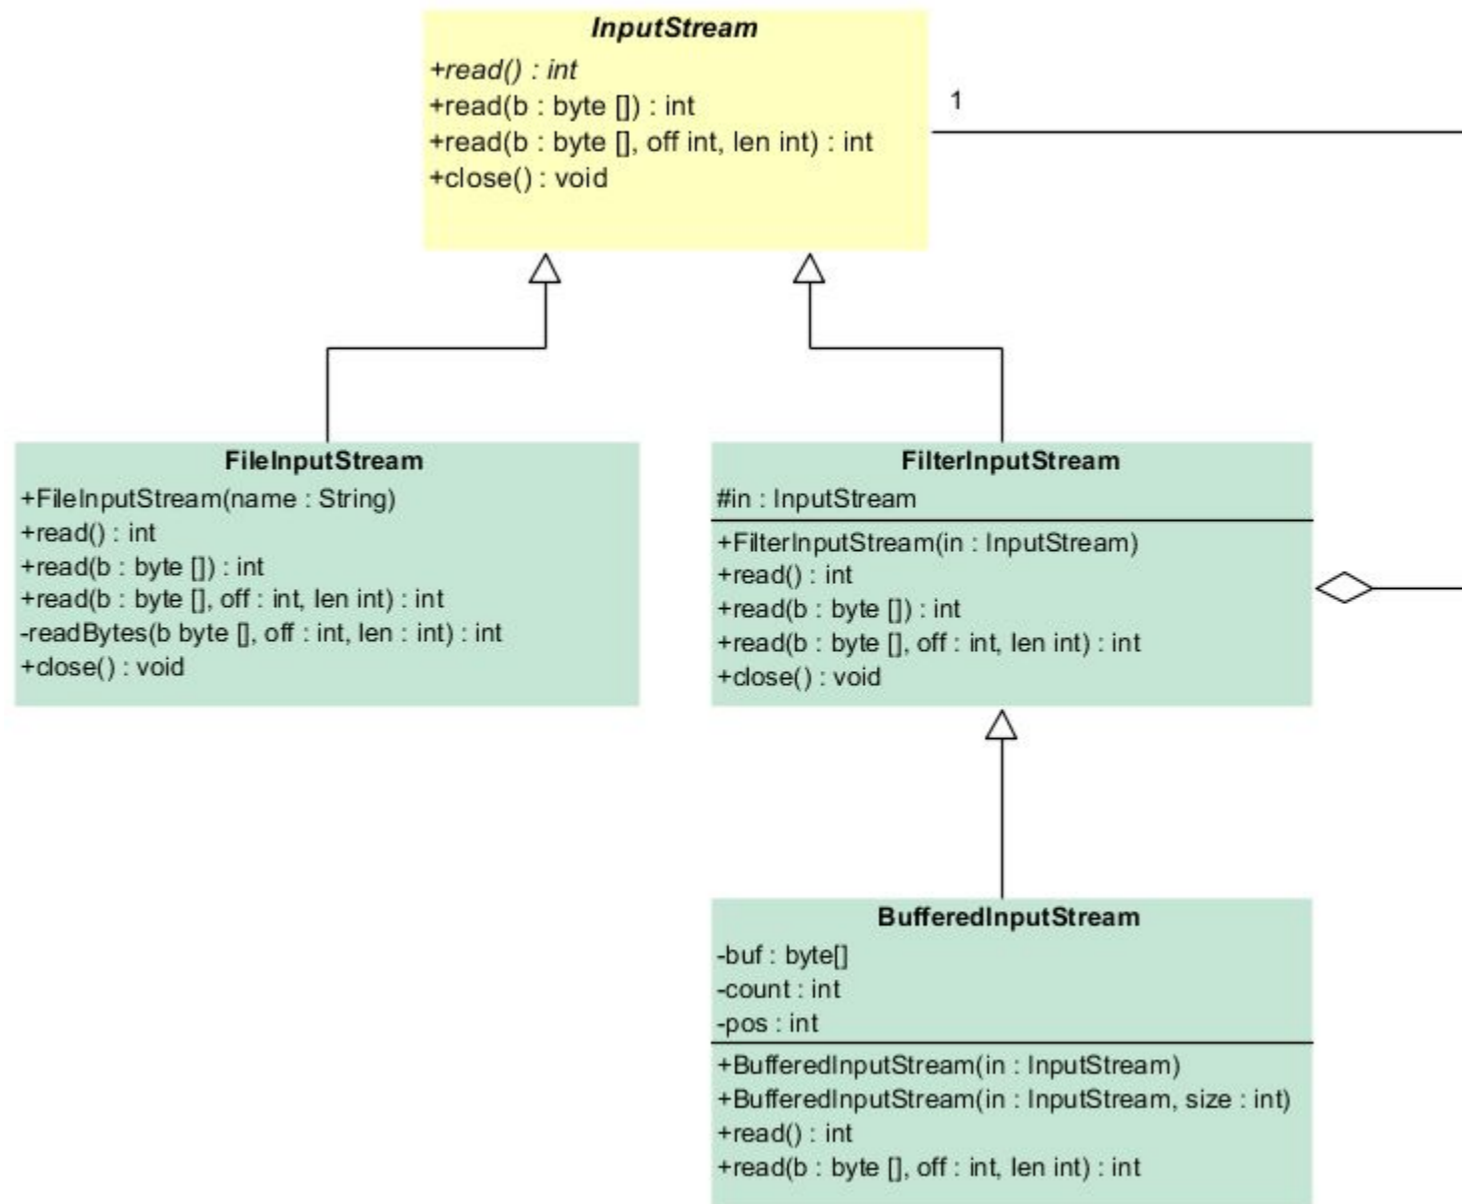 InputStream
+read() : int
+read(b : byte []) : int
+read(b : byte [], off int, len int) : int
+close() : void
1
FileInputStream
+FileInputStream(name : String)
+read() : int
+read(b : byte []) : int
+read(b : byte [], off : int, len int) : int
-readBytes(b byte [], off : int, len : int) : int
+close() : void
FilterInputStream
#in : InputStream
+FilterInputStream(in : InputStream)
+read() : int
+read(b : byte []) : int
+read(b : byte [], off : int, len int) : int
+close() : void
BufferedInputStream
-buf : byte[]
-count : int
-pos : int
+BufferedInputStream(in : InputStream)
+BufferedInputStream(in : InputStream, size : int)
+read() : int
+read(b : byte [], off : int, len int) : int